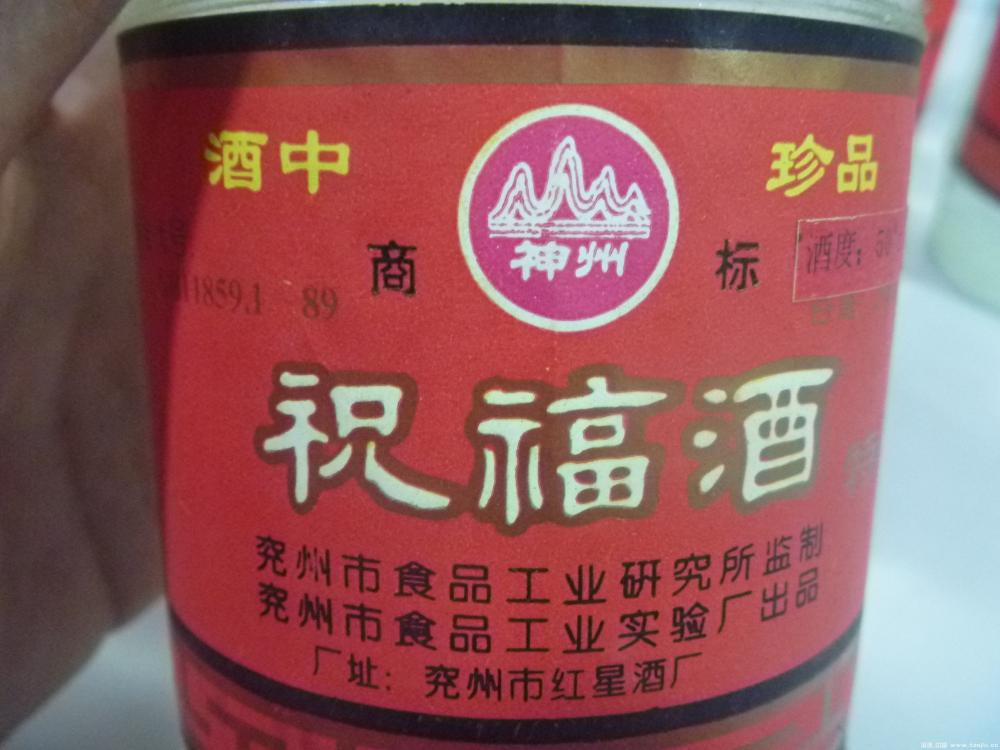 酒中 珍品
神州
商 标
酒度：50°
1859.1 89
祝福酒
兖州市食品工业研究所监制
兖州市食品工业实验厂出品
厂址：兖州市红星酒厂